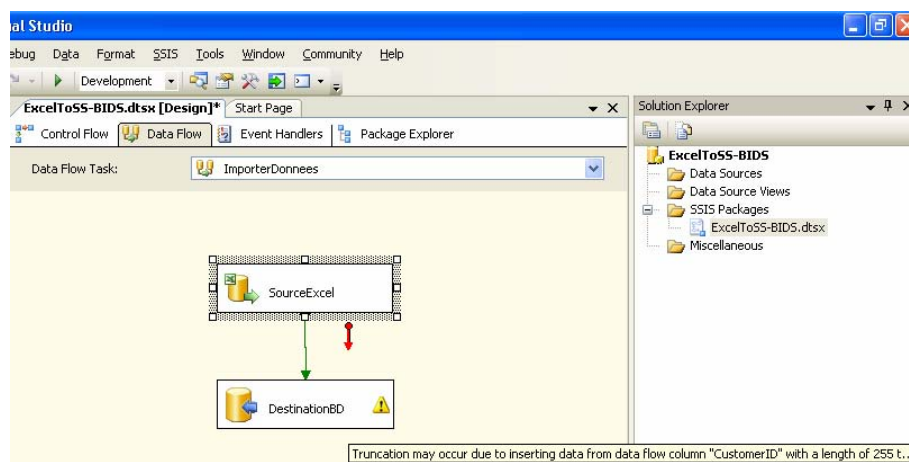 al Studio
ebug Data Format SSIS Tools Window Community Help
Development
ExcelToSS-BIDS.dtsx [Design]* Start Page
Solution Explorer
Control Flow Data Flow Event Handlers Package Explorer
Data Flow Task: ImporterDonnees
ExcelToSS-BIDS
Data Sources
Data Source Views
SSIS Packages
ExcelToSS-BIDS.dtsx
Miscellaneous
SourceExcel
DestinationBD
Truncation may occur due to inserting data from data flow column "CustomerID" with a length of 255 t..